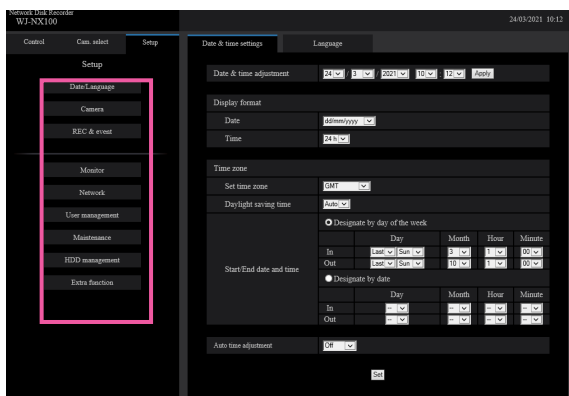 Network Disk Recorder
WJ-NX100
24/03/2021 10:12
Control Cam. select Setup
Setup
Date/Language
Camera
REC & event
Monitor
Network
User management
Maintenance
HDD management
Extra function
Date & time settings Language
Date & time adjustment 24 / 3 / 2021 10 : 12 Apply
Display format
Date dd/mm/yyyy
Time 24 h
Time zone
Set time zone GMT
Daylight saving time Auto
Start/End date and time
Designate by day of the week
Day Month Hour Minute
In Last Sun 3 1 00
Out Last Sun 10 1 00
Designate by date
Day Month Hour Minute
In -- -- -- --
Out -- -- -- --
Auto time adjustment Off
Set